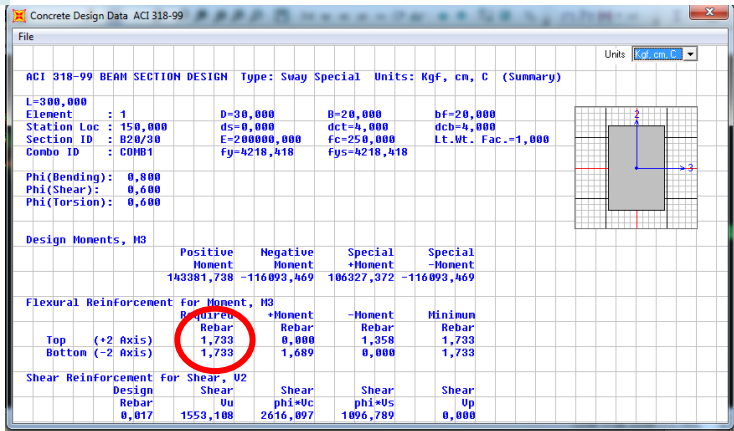 Concrete Design Data ACI 318-99
File
Units Kgf, cm, C
ACI 318-99 BEAM SECTION DESIGN Type: Sway Special Units: Kgf, cm, C (Summary)
L=300,000
Element : 1 D=30,000 B=20,000 bf=20,000
Station Loc : 150,000 ds=0,000 dct=4,000 dcb=4,000
Section ID : B20/30 E=200000,000 fc=250,000 Lt.Wt. Fac.=1,000
Combo ID : COMB1 fy=4218,418 fys=4218,418
Phi(Bending): 0,800
Phi(Shear): 0,600
Phi(Torsion): 0,600
2
3
Design Moments, M3
Positive Negative Special Special
Moment Moment +Moment -Moment
143381,738 -116093,469 106327,372 -116093,469
Flexural Reinforcement for Moment, M3
Required +Moment -Moment Minimum
Rebar Rebar Rebar Rebar
Top (+2 Axis) 1,733 0,000 1,358 1,733
Bottom (-2 Axis) 1,733 1,689 0,000 1,733
Shear Reinforcement for Shear, V2
Design Shear Shear Shear Shear
Rebar Vu phi*Vc phi*Vs Vp
0,017 1553,108 2616,097 1096,789 0,000